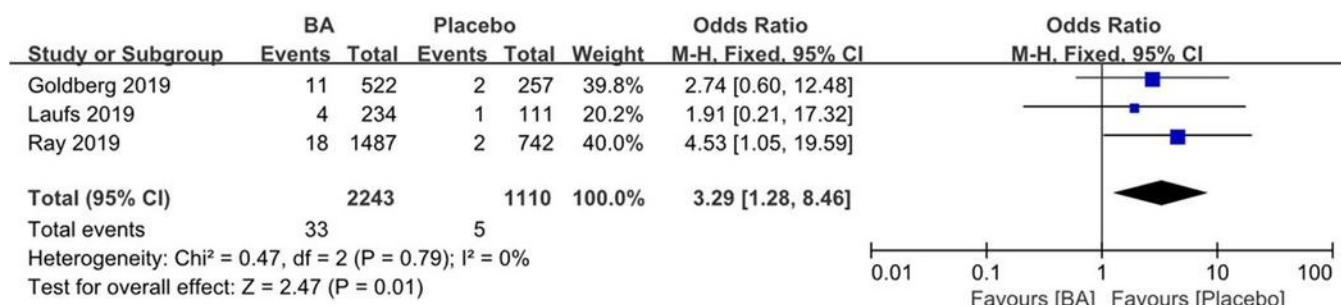 BA Placebo Odds Ratio Odds Ratio
Study or Subgroup Events Total Events Total Weight M-H, Fixed, 95% CI M-H, Fixed, 95% CI
Goldberg 2019 11 522 2 257 39.8% 2.74 [0.60, 12.48]
Laufs 2019 4 234 1 111 20.2% 1.91 [0.21, 17.32]
Ray 2019 18 1487 2 742 40.0% 4.53 [1.05, 19.59]
Total (95% CI) 2243 1110 100.0% 3.29 [1.28, 8.46]
Total events 33 5
Heterogeneity: Chi² = 0.47, df = 2 (P = 0.79); I² = 0%
Test for overall effect: Z = 2.47 (P = 0.01)
0.01 0.1 1 10 100
Favours [BA] Favours [Placebo]